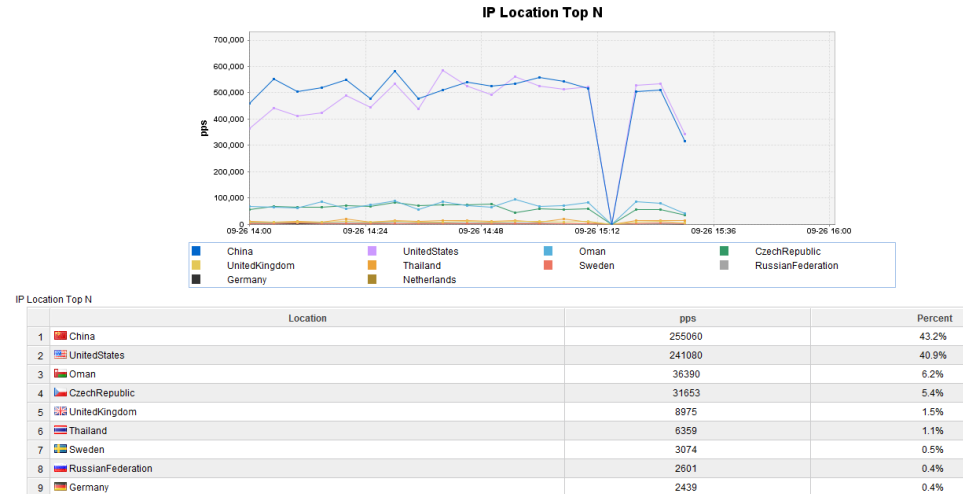 IP Location Top N
700,000
600,000
500,000
400,000
300,000
200,000
100,000
0
pps
09-26 14:00 09-26 14:24 09-26 14:48 09-26 15:12 09-26 15:36 09-26 16:00
China UnitedStates Oman CzechRepublic
UnitedKingdom Thailand Sweden RussianFederation
Germany Netherlands
IP Location Top N
Location pps Percent
1 China 255060 43.2%
2 UnitedStates 241080 40.9%
3 Oman 36390 6.2%
4 CzechRepublic 31653 5.4%
5 UnitedKingdom 8975 1.5%
6 Thailand 6359 1.1%
7 Sweden 3074 0.5%
8 RussianFederation 2601 0.4%
9 Germany 2439 0.4%